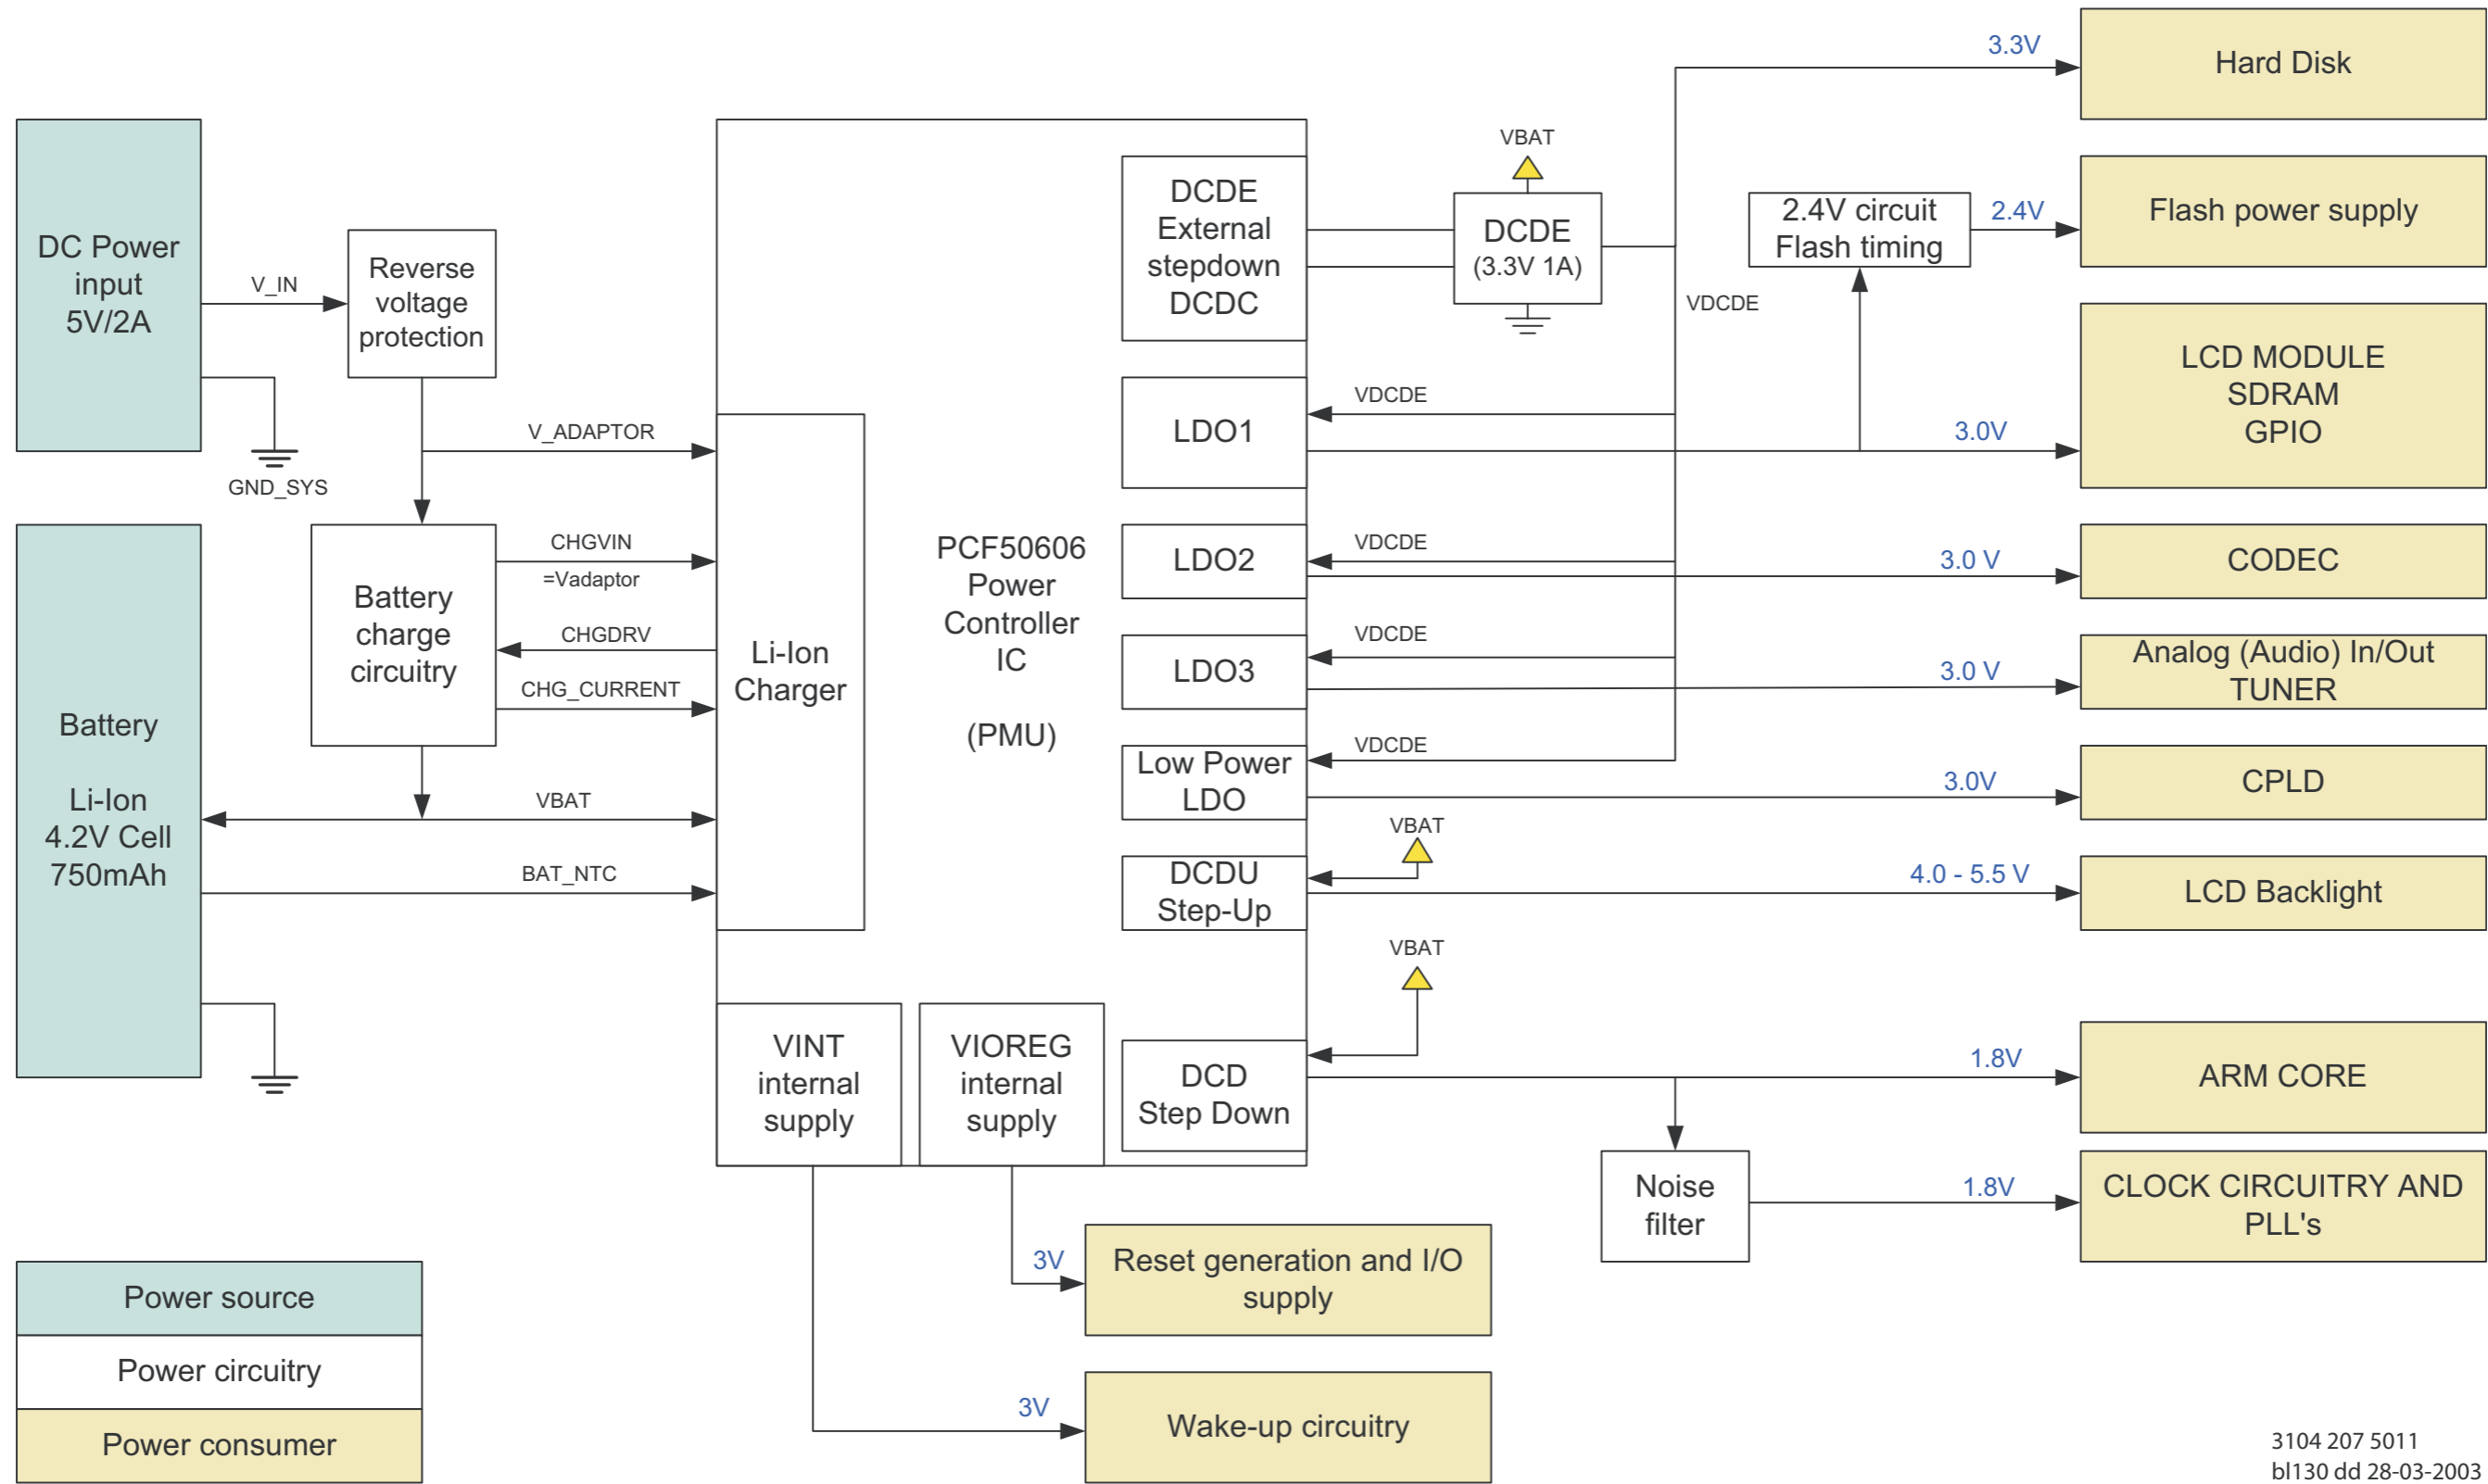 DC Power
input
5V/2A
V_IN
GND_SYS
Reverse
voltage
protection
V_ADAPTOR
Battery
Li-Ion
4.2V Cell
750mAh
Battery
charge
circuitry
CHGVIN
=Vadaptor
CHGDRV
CHG_CURRENT
VBAT
BAT_NTC
Li-Ion
Charger
PCF50606
Power
Controller
IC
(PMU)
DCDE
External
stepdown
DCDC
LDO1
LDO2
LDO3
Low Power
LDO
DCDU
Step-Up
DCD
Step Down
VINT
internal
supply
VIOREG
internal
supply
VBAT
DCDE
(3.3V 1A)
VDCDE
VDCDE
VDCDE
VDCDE
VDCDE
VBAT
VBAT
2.4V circuit
Flash timing
Noise
filter
3.3V
Hard Disk
2.4V
Flash power supply
3.0V
LCD MODULE
SDRAM
GPIO
3.0 V
CODEC
3.0 V
Analog (Audio) In/Out
TUNER
3.0V
CPLD
4.0 - 5.5 V
LCD Backlight
1.8V
ARM CORE
1.8V
CLOCK CIRCUITRY AND
PLL's
3V
Reset generation and I/O
supply
3V
Wake-up circuitry
Power source
Power circuitry
Power consumer
3104 207 5011
bl130 dd 28-03-2003